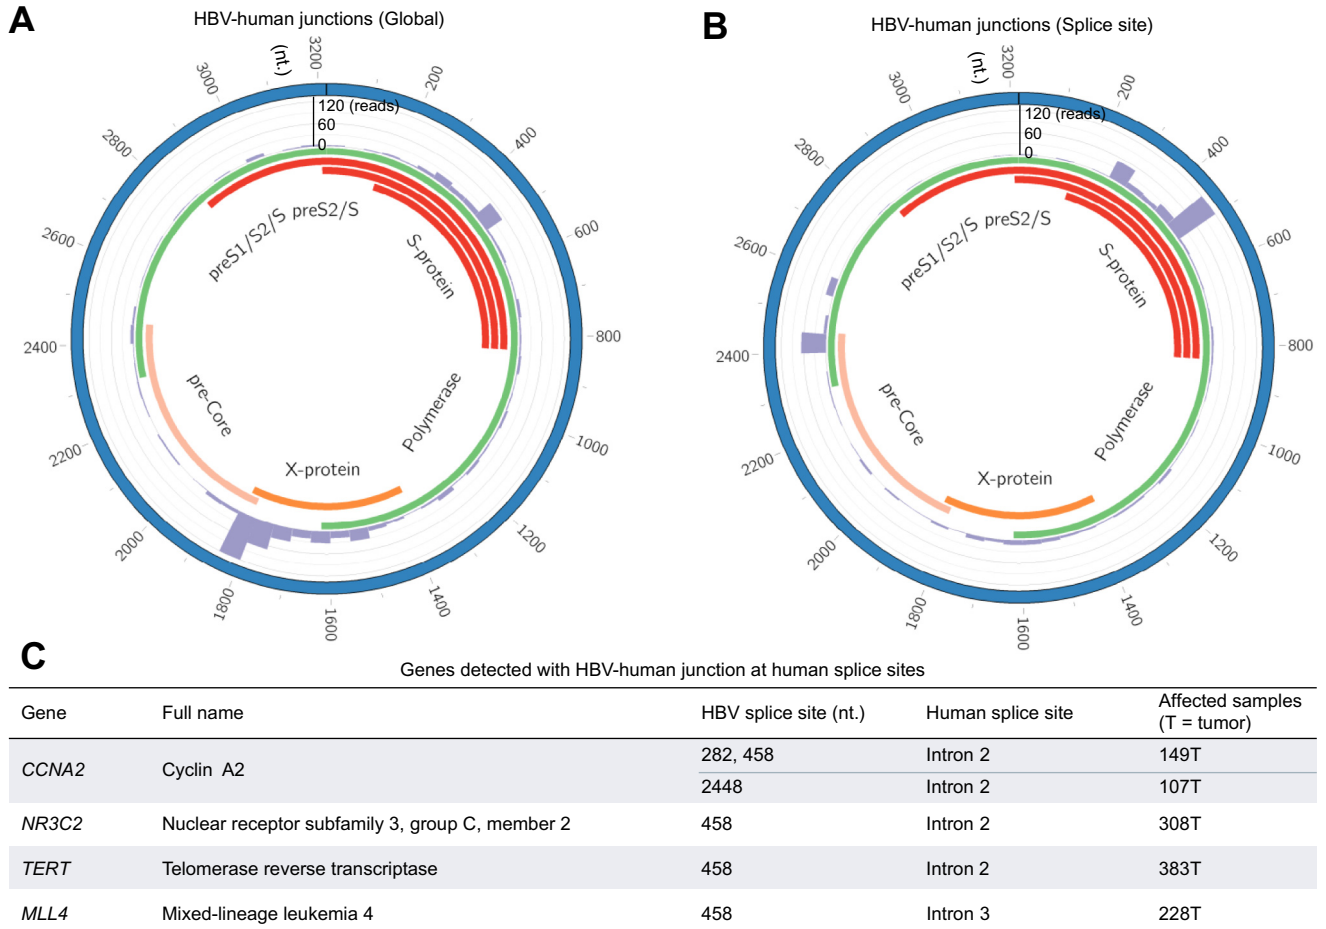 A
HBV-human junctions (Global)
(nt.)
3200
200
400
600
800
1000
1200
1400
1600
1800
2000
2200
2400
2600
2800
3000
120 (reads)
60
0
preS1/S2/S preS2/S
S-protein
Polymerase
X-protein
pre-Core
B
HBV-human junctions (Splice site)
(nt.)
3200
200
400
600
800
1000
1200
1400
1600
1800
2000
2200
2400
2600
2800
3000
120 (reads)
60
0
preS1/S2/S preS2/S
S-protein
Polymerase
X-protein
pre-Core
C
Genes detected with HBV-human junction at human splice sites
Gene Full name HBV splice site (nt.) Human splice site Affected samples (T = tumor)
CCNA2 Cyclin A2 282, 458 Intron 2 149T
2448 Intron 2 107T
NR3C2 Nuclear receptor subfamily 3, group C, member 2 458 Intron 2 308T
TERT Telomerase reverse transcriptase 458 Intron 2 383T
MLL4 Mixed-lineage leukemia 4 458 Intron 3 228T